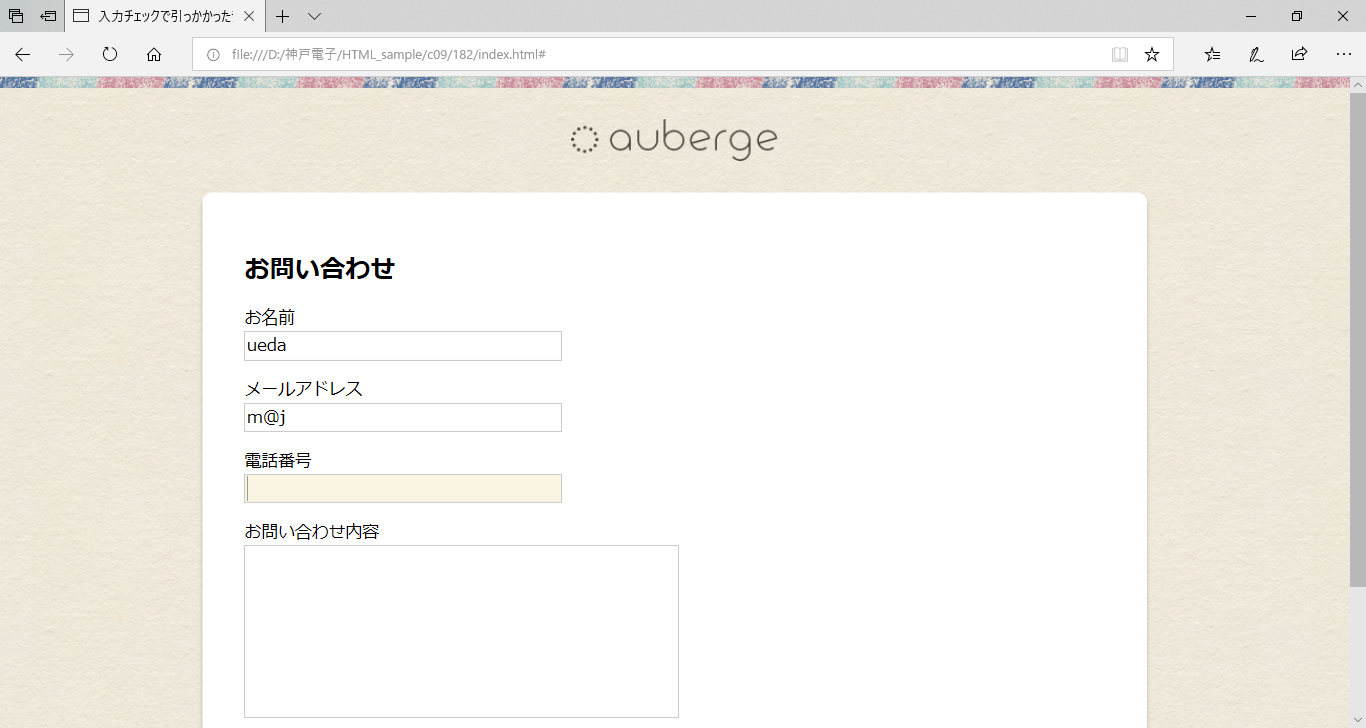 入力チェックで引っかかった
file:///D:/神戸電子/HTML_sample/c09/182/index.html#
auberge
お問い合わせ
お名前
ueda
メールアドレス
m@j
電話番号
お問い合わせ内容